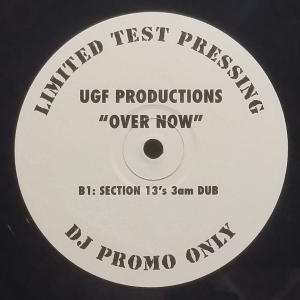 LIMITED TEST PRESSING
UGF PRODUCTIONS
“OVER NOW”
B1: SECTION 13's 3am DUB
DJ PROMO ONLY